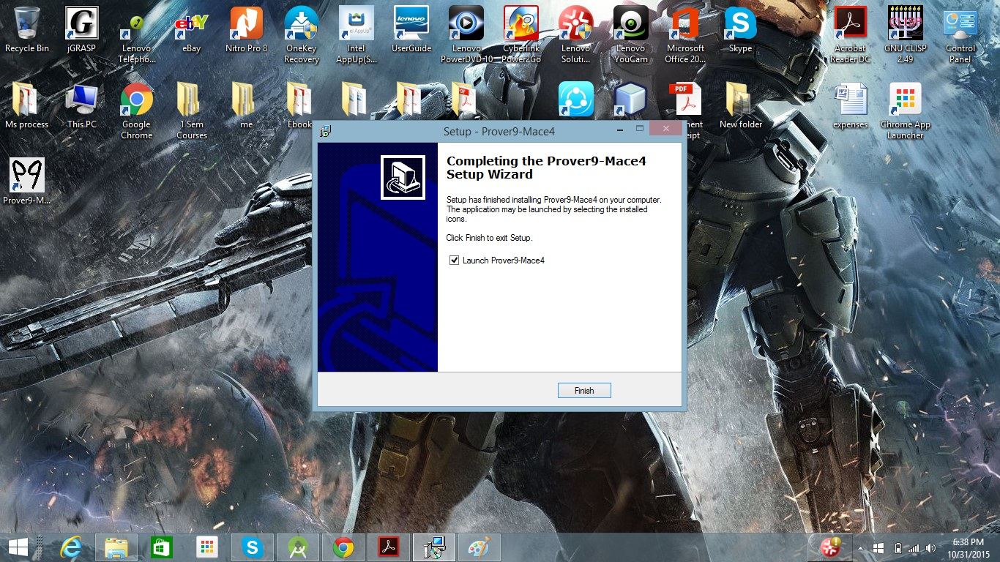 Recycle Bin
jGRASP
Lenovo
Telepho...
ebY
eBay
Nitro Pro 8
OneKey
Recovery
Intel
AppUp(S...
lenovo
UserGuide
Lenovo
PowerDVD 10
Cyberlink
Power2Go
Lenovo
Soluti...
Lenovo
YouCam
Microsoft
Office 20...
Skype
Acrobat
Reader DC
CLISP
GNU CLISP
2.49
Control
Panel
Ms process
This PC
Google
Chrome
1 Sem
Courses
me
Ebook
PDF
New folder
expenses
Chrome App
Launcher
P9
Prover9-M...
Setup - Prover9-Mace4
Completing the Prover9-Mace4
Setup Wizard
Setup has finished installing Prover9-Mace4 on your computer.
The application may be launched by selecting the installed
icons.
Click Finish to exit Setup.
Launch Prover9-Mace4
Finish
6:38 PM
10/31/2015